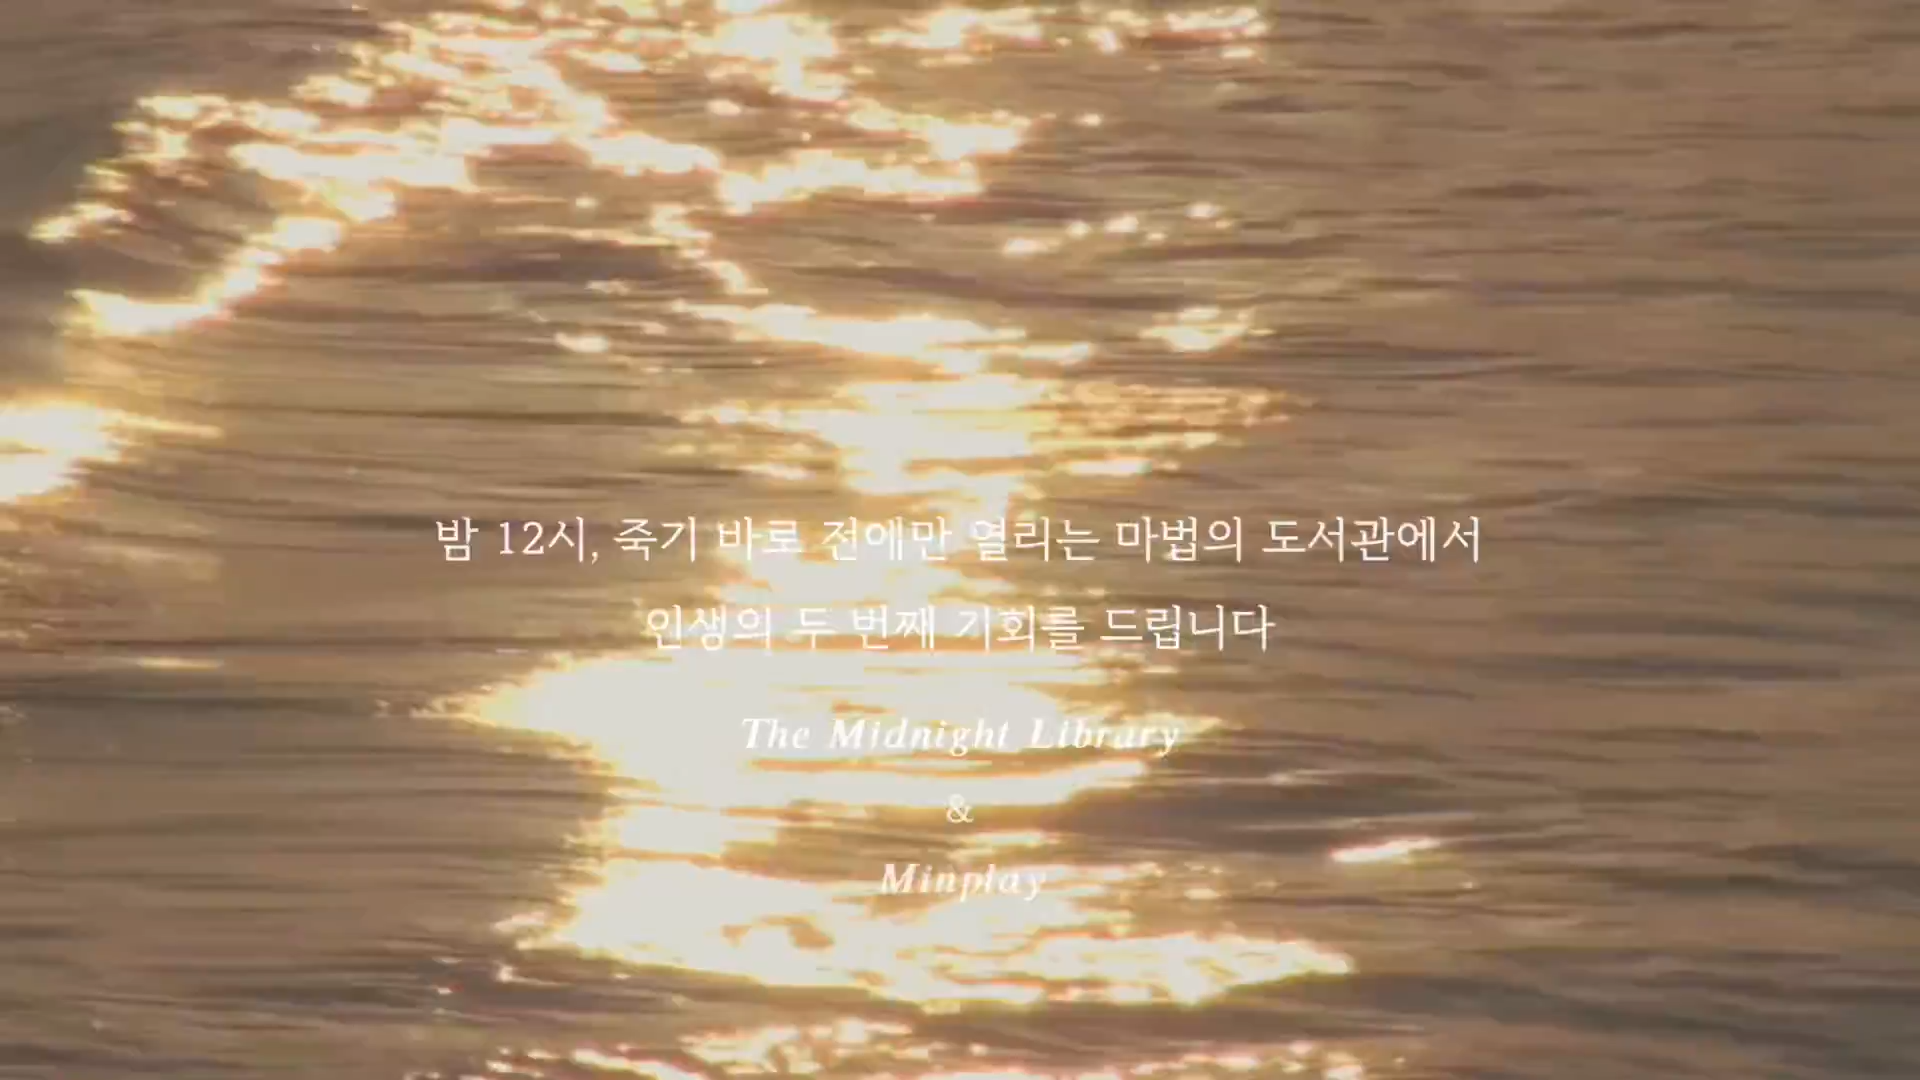 밤 12시, 죽기 바로 전에만 열리는 마법의 도서관에서
인생의 두 번째 기회를 드립니다
The Midnight Library
&
Minplay